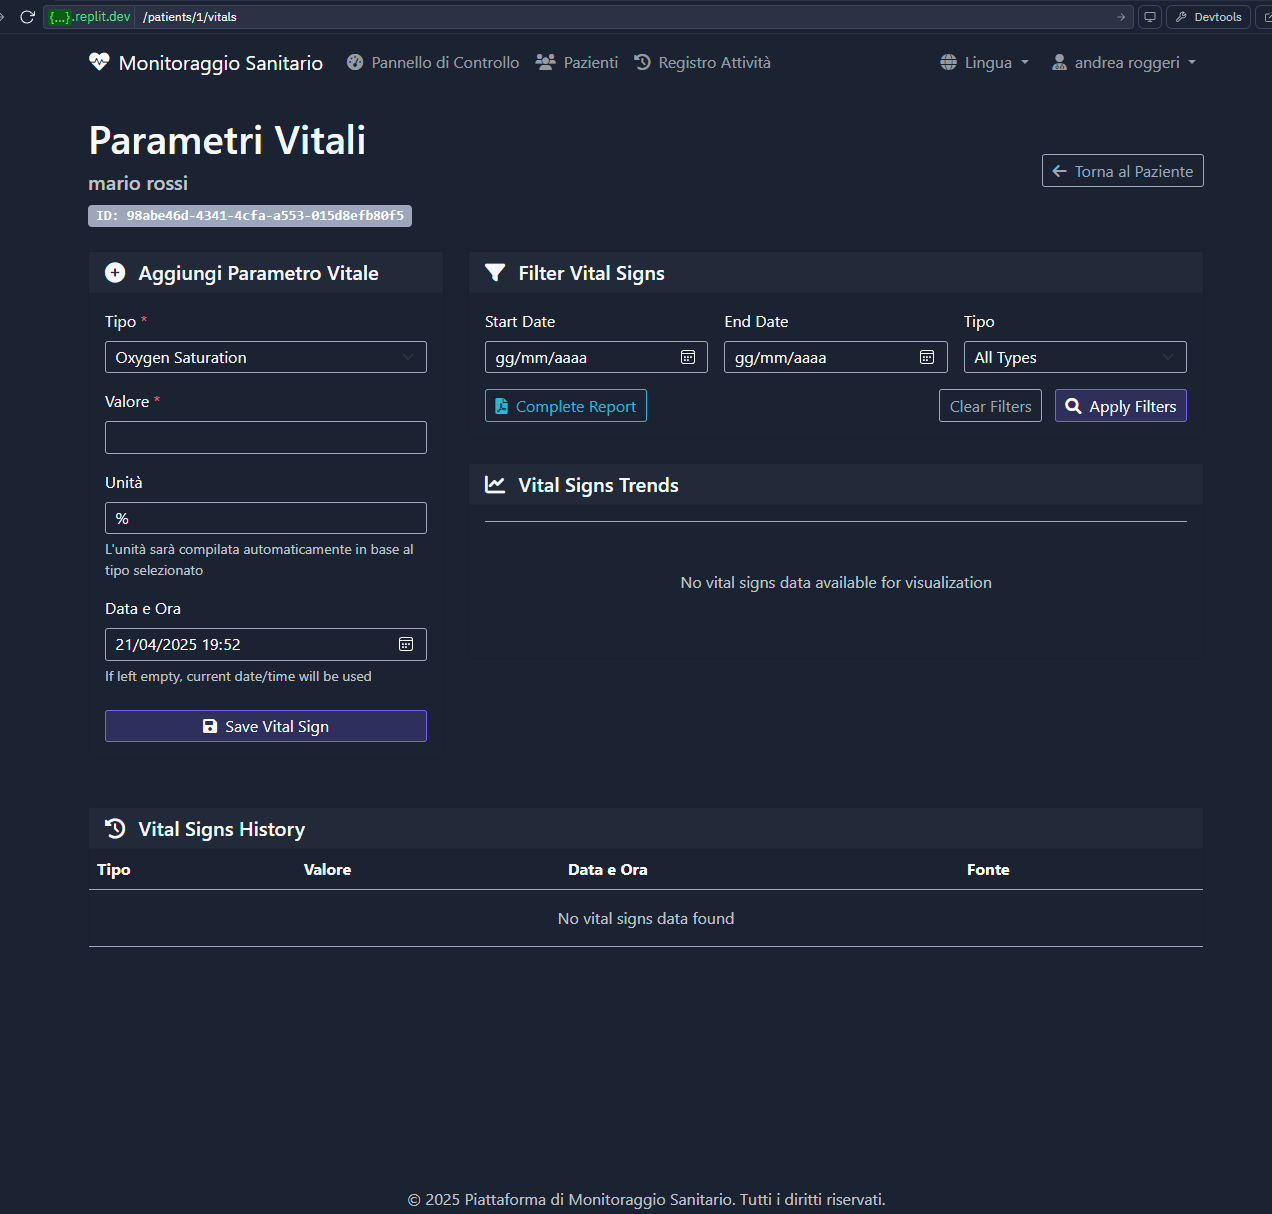 {...}.replit.dev /patients/1/vitals Devtools
Monitoraggio Sanitario Pannello di Controllo Pazienti Registro Attività Lingua andrea roggeri
Parametri Vitali
mario rossi
Torna al Paziente
ID: 98abe46d-4341-4cfa-a553-015d8efb80f5
Aggiungi Parametro Vitale
Tipo *
Oxygen Saturation
Valore *
Unità
%
L'unità sarà compilata automaticamente in base al
tipo selezionato
Data e Ora
21/04/2025 19:52
If left empty, current date/time will be used
Save Vital Sign
Filter Vital Signs
Start Date End Date Tipo
gg/mm/aaaa gg/mm/aaaa All Types
Complete Report Clear Filters Apply Filters
Vital Signs Trends
No vital signs data available for visualization
Vital Signs History
Tipo Valore Data e Ora Fonte
No vital signs data found
© 2025 Piattaforma di Monitoraggio Sanitario. Tutti i diritti riservati.